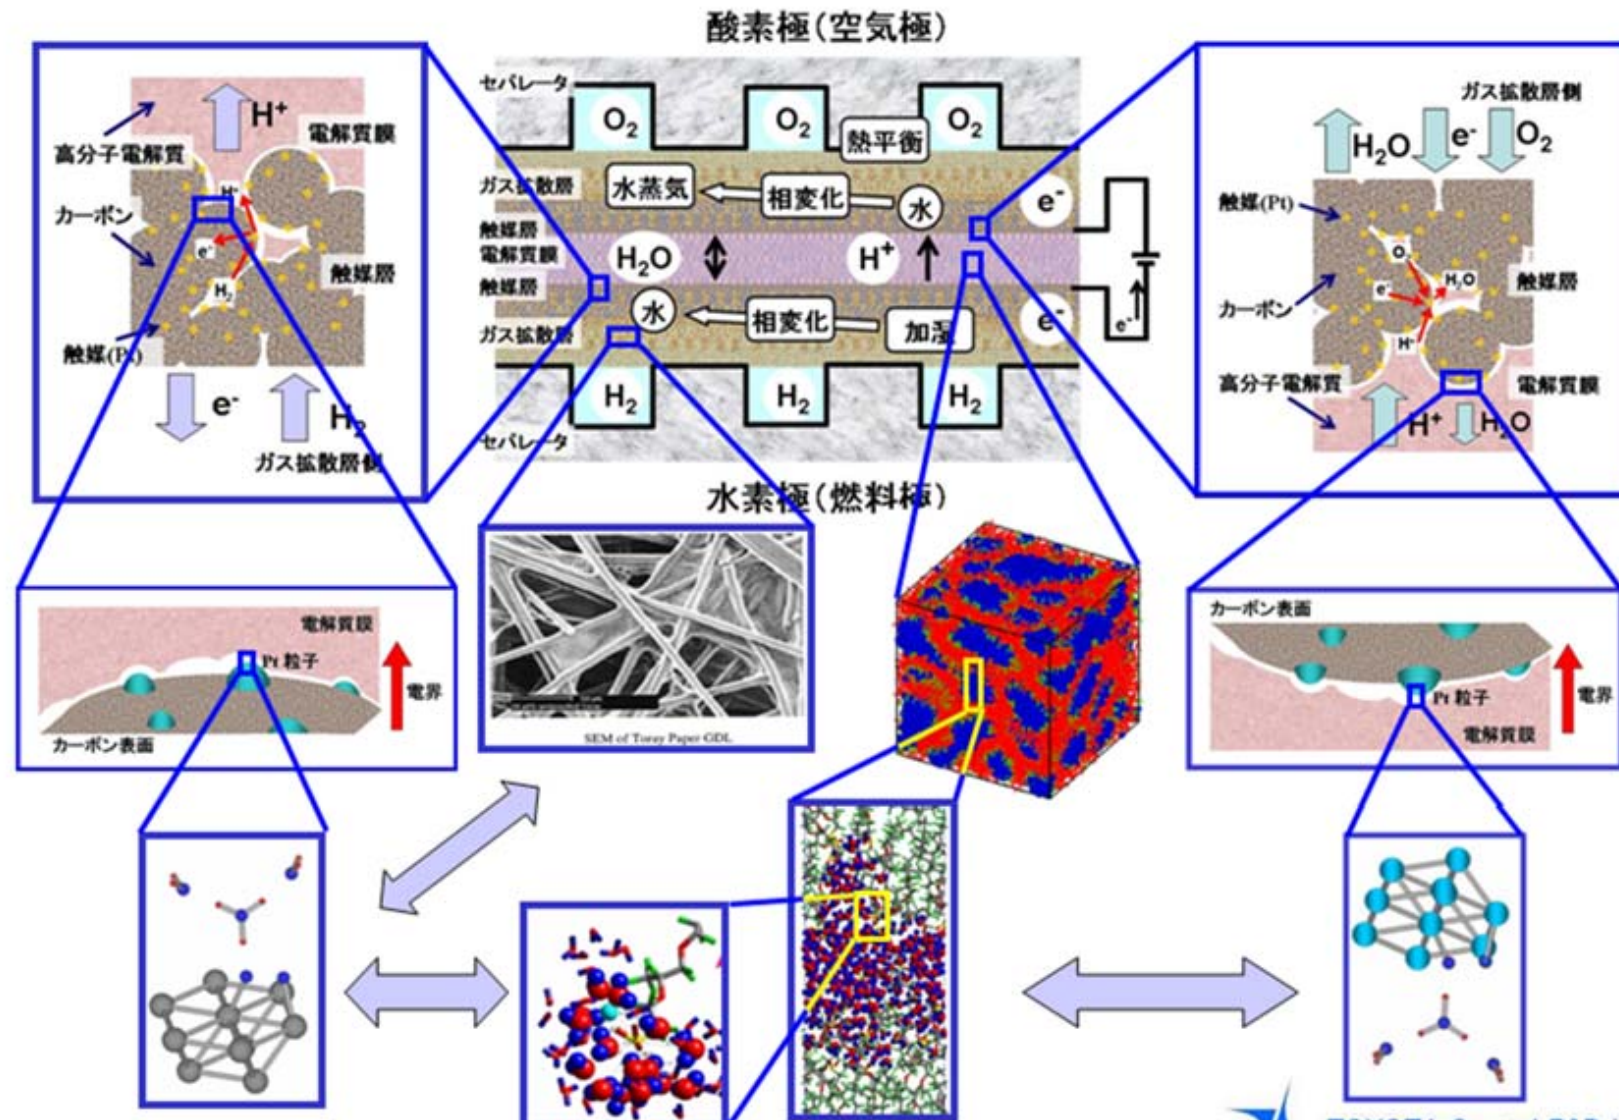 酸素極(空気極)
H⁺
高分子電解質
電解質膜
H⁺
カーボン
e⁻
H₂
触媒層
触媒(Pt)
e⁻
H₂
ガス拡散層側
セパレータ
O₂
O₂
O₂
熱平衡
ガス拡散層
水蒸気
相変化
水
e⁻
触媒層
電解質膜
H₂O
H⁺
触媒層
水
相変化
加湿
e⁻
e⁻
ガス拡散層
H₂
H₂
H₂
セパレータ
水素極(燃料極)
ガス拡散層側
H₂O
e⁻
O₂
触媒(Pt)
O₂
H₂O
触媒層
e⁻
カーボン
H⁺
高分子電解質
電解質膜
H⁺
H₂O
電解質膜
Pt 粒子
電界
カーボン表面
SEM of Toray Paper GDL
カーボン表面
電界
Pt 粒子
電解質膜